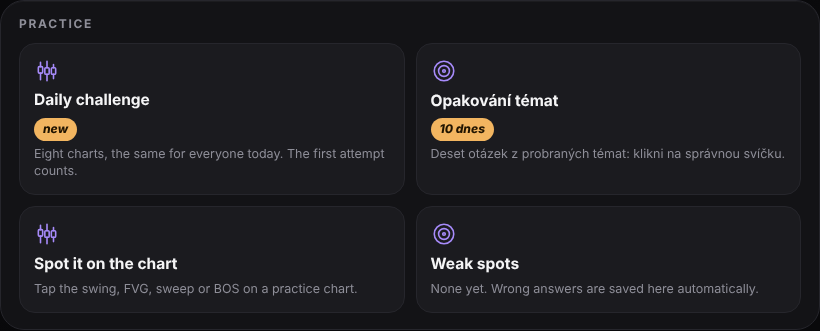 PRACTICE
Daily challenge
new
Eight charts, the same for everyone today. The first attempt
counts.
Opakování témat
10 dnes
Deset otázek z probraných témat: klikni na správnou svíčku.
Spot it on the chart
Tap the swing, FVG, sweep or BOS on a practice chart.
Weak spots
None yet. Wrong answers are saved here automatically.